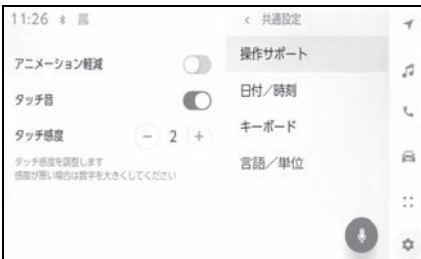 11:26
アニメーション軽減
タッチ音
タッチ感度
− 2 +
タッチ感度を調整します
感度が悪い場合は数字を大きくしてください
< 共通設定
操作サポート
日付／時刻
キーボード
言語／単位